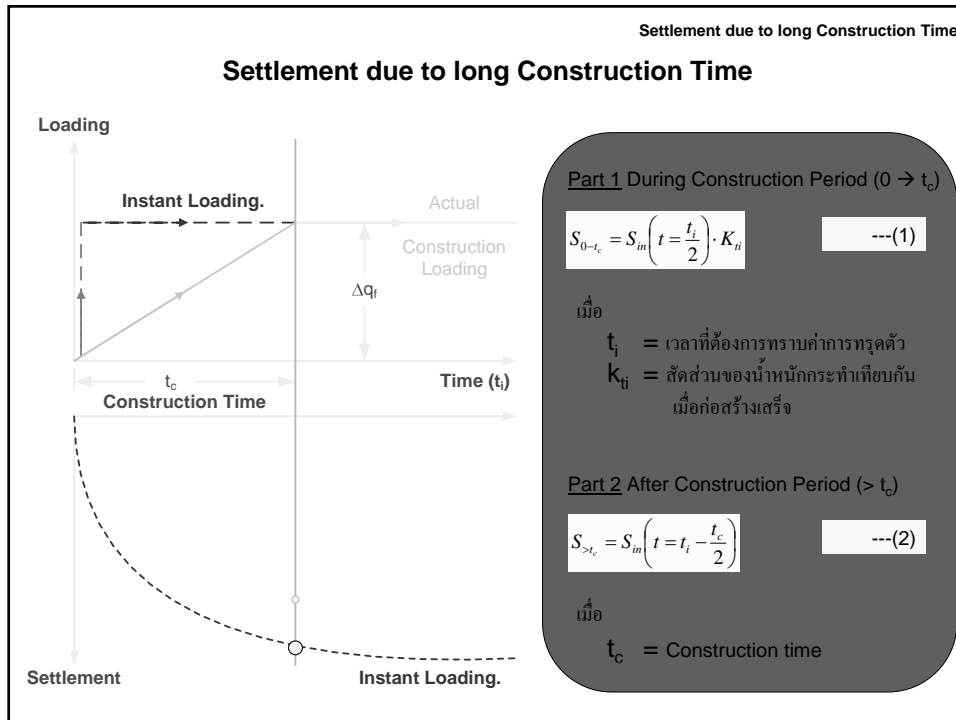 Settlement due to long Construction Time
Settlement due to long Construction Time
Loading
Instant Loading.
Actual
Construction
Loading
Δq_f
t_c
Construction Time
Time (t_i)
Settlement
Instant Loading.
Part 1 During Construction Period (0 → t_c)
S_{0-t_c} = S_{in}(t = t_i/2) · K_{ti} ---(1)
เมื่อ
t_i = เวลาที่ต้องการทราบค่าการทรุดตัว
k_{ti} = สัดส่วนของน้ำหนักกระทำเทียบกับ
เมื่อก่อสร้างเสร็จ
Part 2 After Construction Period (> t_c)
S_{>t_c} = S_{in}(t = t_i − t_c/2) ---(2)
เมื่อ
t_c = Construction time